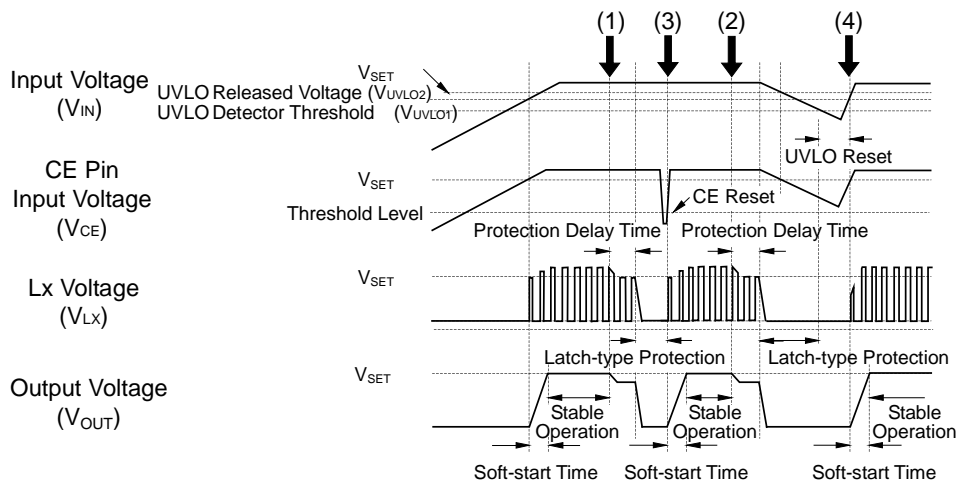 (1) (3) (2) (4)
Input Voltage
(VIN)
VSET
UVLO Released Voltage (VUVLO2)
UVLO Detector Threshold (VUVLO1)
UVLO Reset
CE Pin
Input Voltage
(VCE)
VSET
Threshold Level
CE Reset
Protection Delay Time Protection Delay Time
Lx Voltage
(VLX)
VSET
Latch-type Protection Latch-type Protection
Output Voltage
(VOUT)
VSET
Stable Stable Stable
Operation Operation Operation
Soft-start Time Soft-start Time Soft-start Time